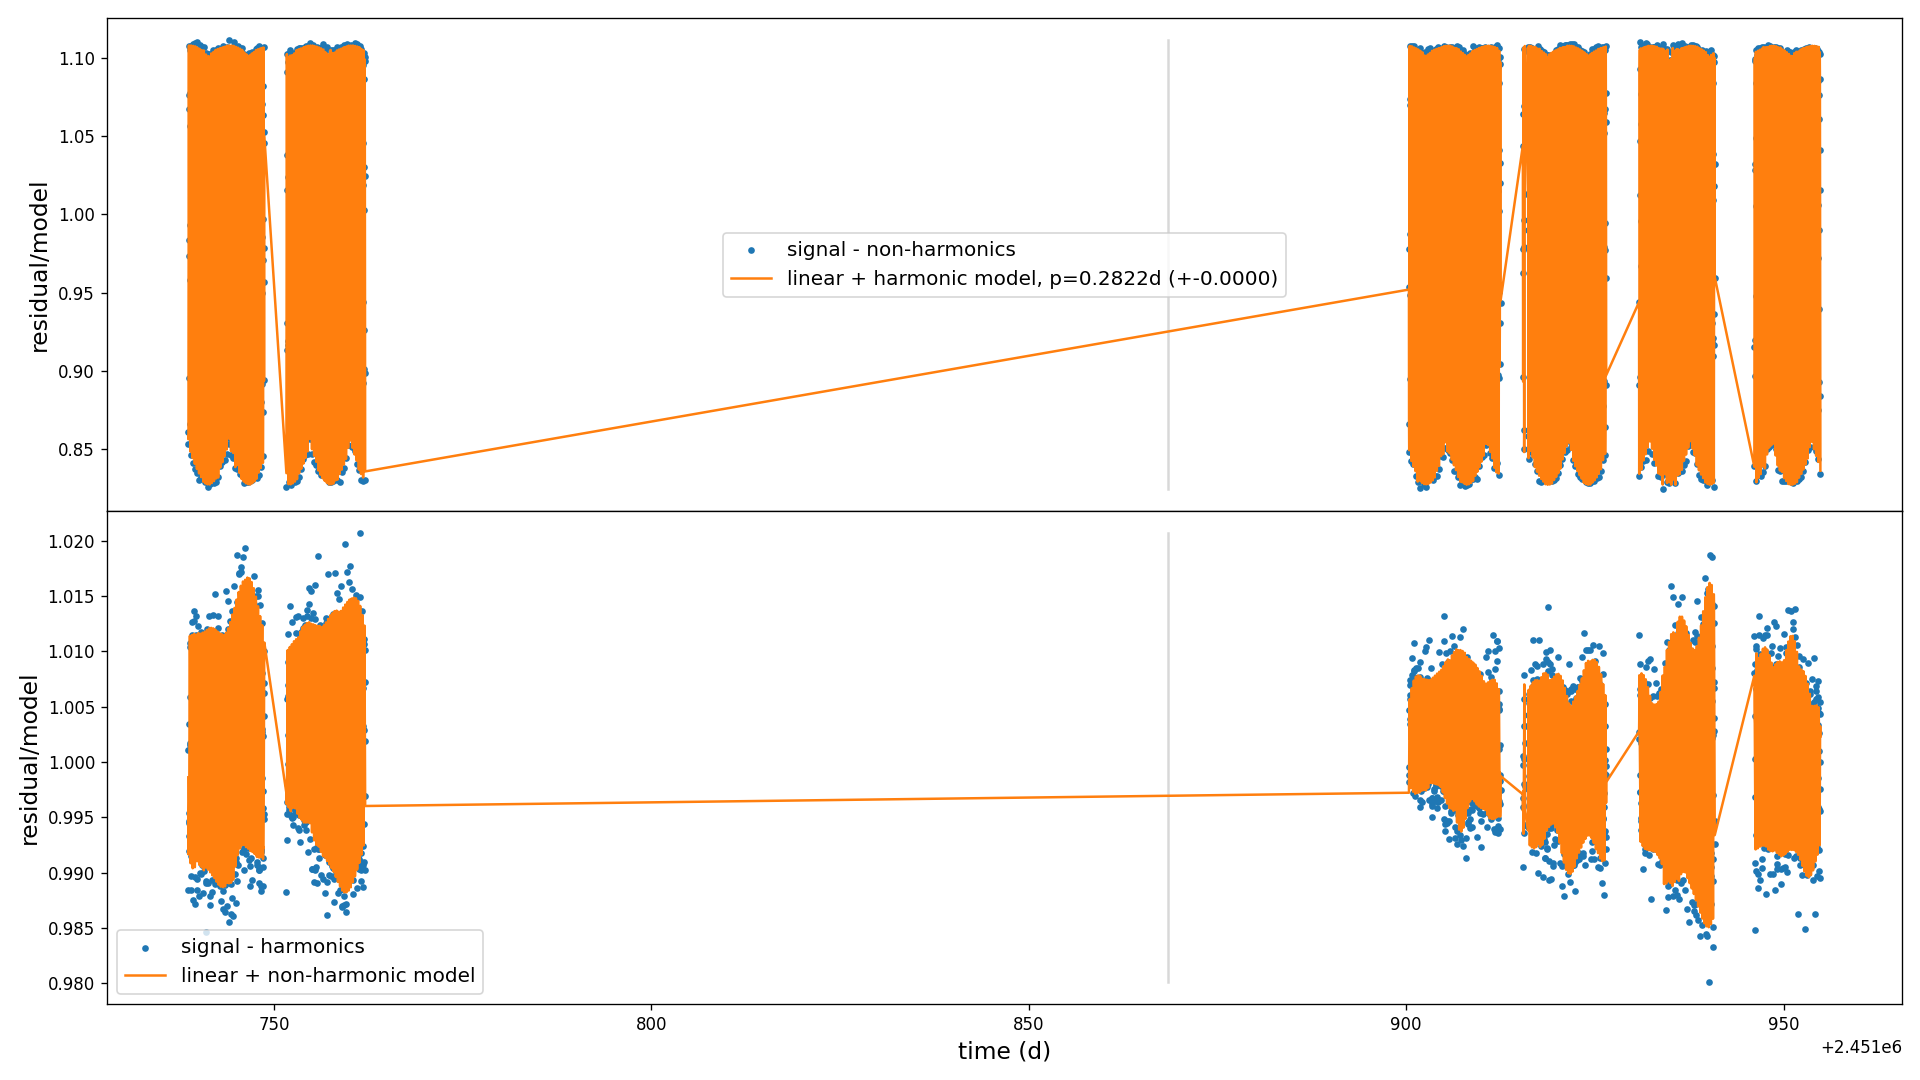 1.10
1.05
1.00
0.95
0.90
0.85
residual/model
signal - non-harmonics
linear + harmonic model, p=0.2822d (+-0.0000)
1.020
1.015
1.010
1.005
1.000
0.995
0.990
0.985
0.980
residual/model
signal - harmonics
linear + non-harmonic model
750 800 850 900 950
time (d)
+2.451e6